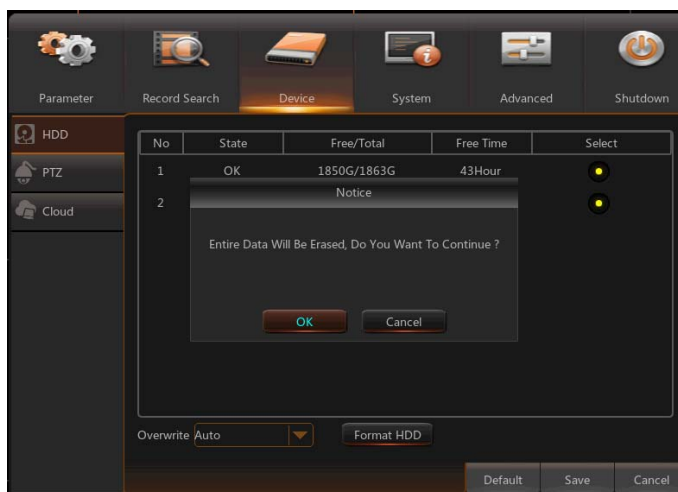 Parameter
Record Search
Device
System
Advanced
Shutdown
HDD
PTZ
Cloud
No State Free/Total Free Time Select
1 OK 1850G/1863G 43Hour
2
Notice
Entire Data Will Be Erased, Do You Want To Continue ?
OK Cancel
Overwrite Auto Format HDD
Default Save Cancel